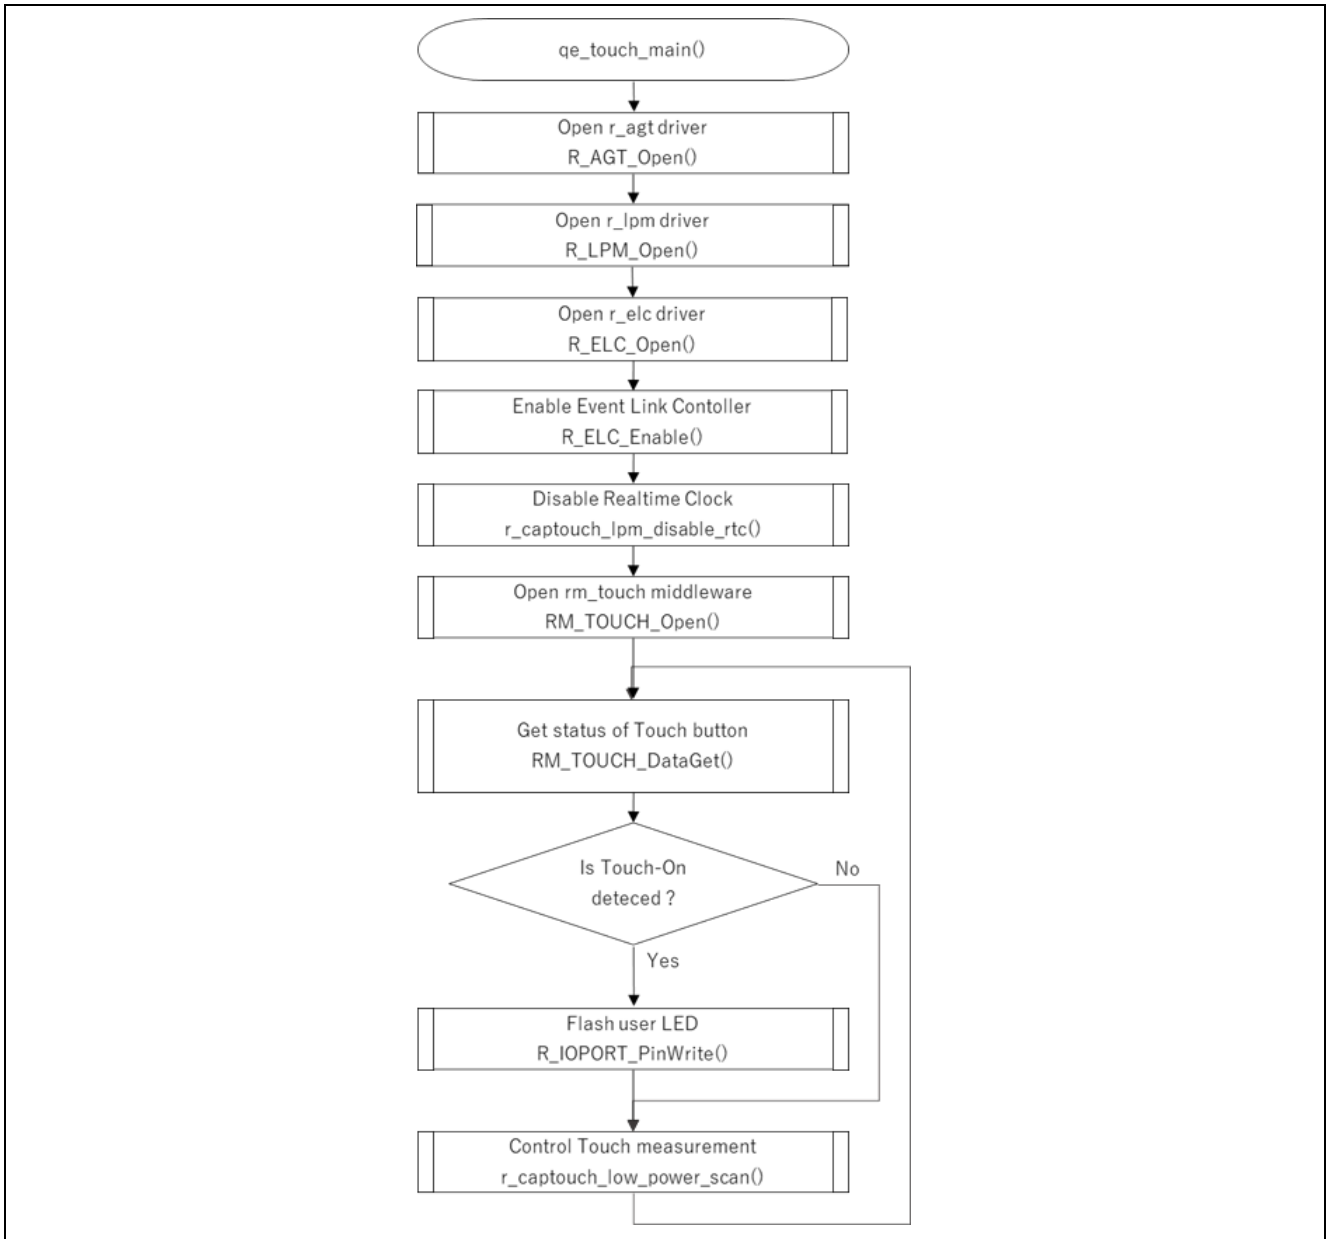 qe_touch_main()
Open r_agt driver
R_AGT_Open()
Open r_lpm driver
R_LPM_Open()
Open r_elc driver
R_ELC_Open()
Enable Event Link Contoller
R_ELC_Enable()
Disable Realtime Clock
r_captouch_lpm_disable_rtc()
Open rm_touch middleware
RM_TOUCH_Open()
Get status of Touch button
RM_TOUCH_DataGet()
Is Touch-On
deteced ?
No
Yes
Flash user LED
R_IOPORT_PinWrite()
Control Touch measurement
r_captouch_low_power_scan()